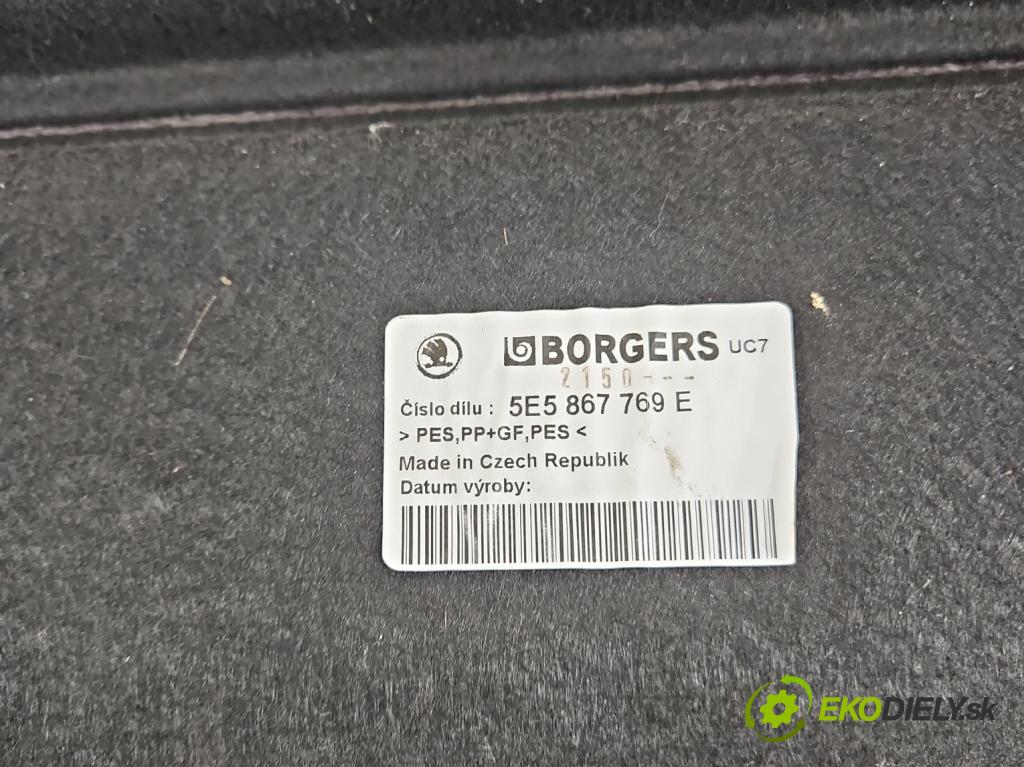 BORGERS UC7
2150---
Číslo dílu : 5E5 867 769 E
> PES,PP+GF,PES <
Made in Czech Republik
Datum výroby:
EKODIELY.sk